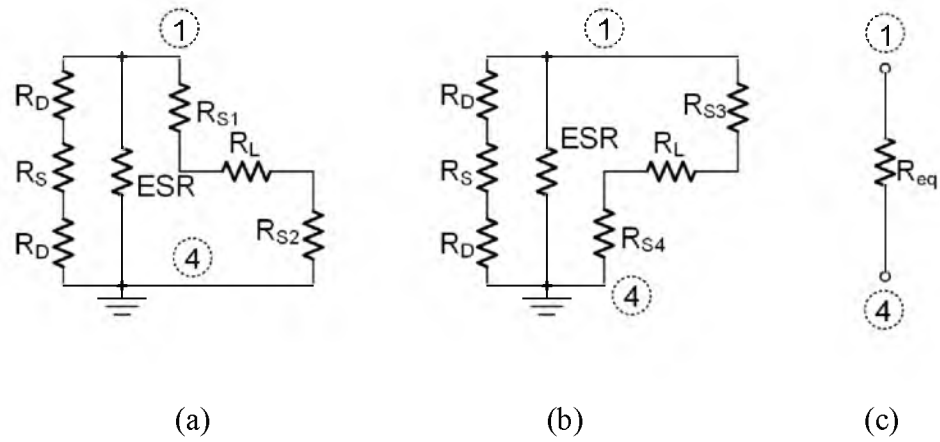 1
R_D
R_S1
R_L
R_S
ESR
R_S2
R_D
4
1
R_D
R_S3
ESR
R_L
R_S
R_S4
R_D
4
1
R_eq
4
(a)
(b)
(c)